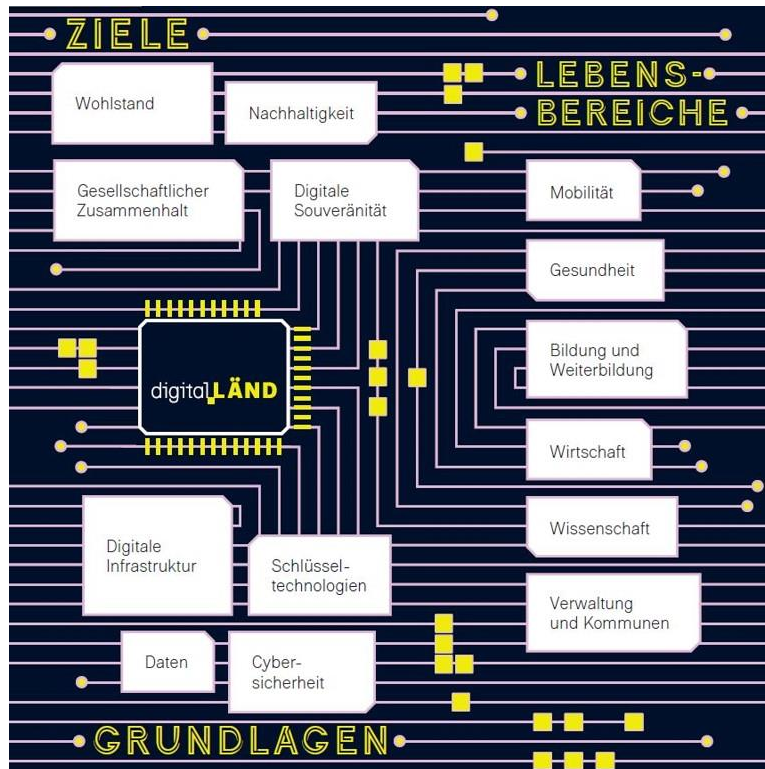 ZIELE
Wohlstand
Nachhaltigkeit
Gesellschaftlicher
Zusammenhalt
Digitale
Souveränität
LEBENS-
BEREICHE
Mobilität
Gesundheit
Bildung und
Weiterbildung
Wirtschaft
Wissenschaft
Verwaltung
und Kommunen
digital.LÄND
Digitale
Infrastruktur
Schlüssel-
technologien
Daten
Cyber-
sicherheit
GRUNDLAGEN